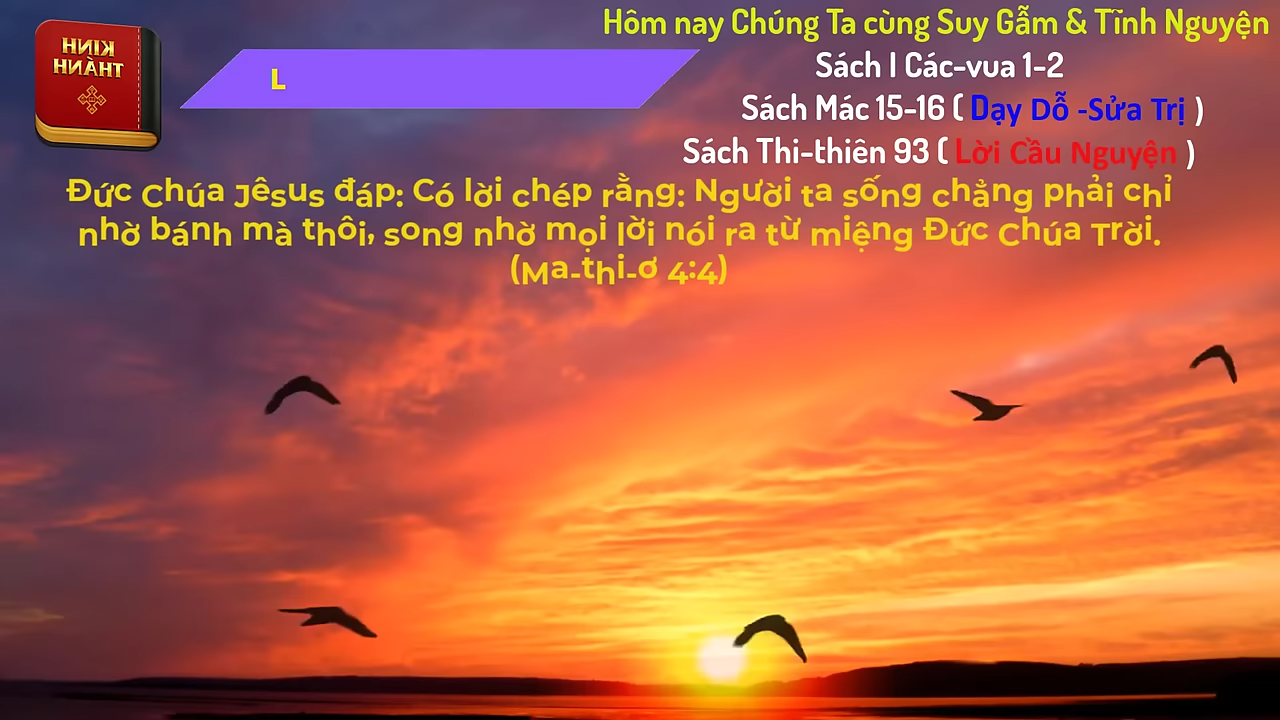 Hôm nay Chúng Ta cùng Suy Gẫm & Tĩnh Nguyện
KINH
THÁNH
L
Sách I Các-vua 1-2
Sách Mác 15-16 ( Dạy Dỗ -Sửa Trị )
Sách Thi-thiên 93 ( Lời Cầu Nguyện )
Đức Chúa Jêsus đáp: Có lời chép rằng: Người ta sống chẳng phải chỉ
nhờ bánh mà thôi, song nhờ mọi lời nói ra từ miệng Đức Chúa Trời.
(Ma-thi-ơ 4:4)